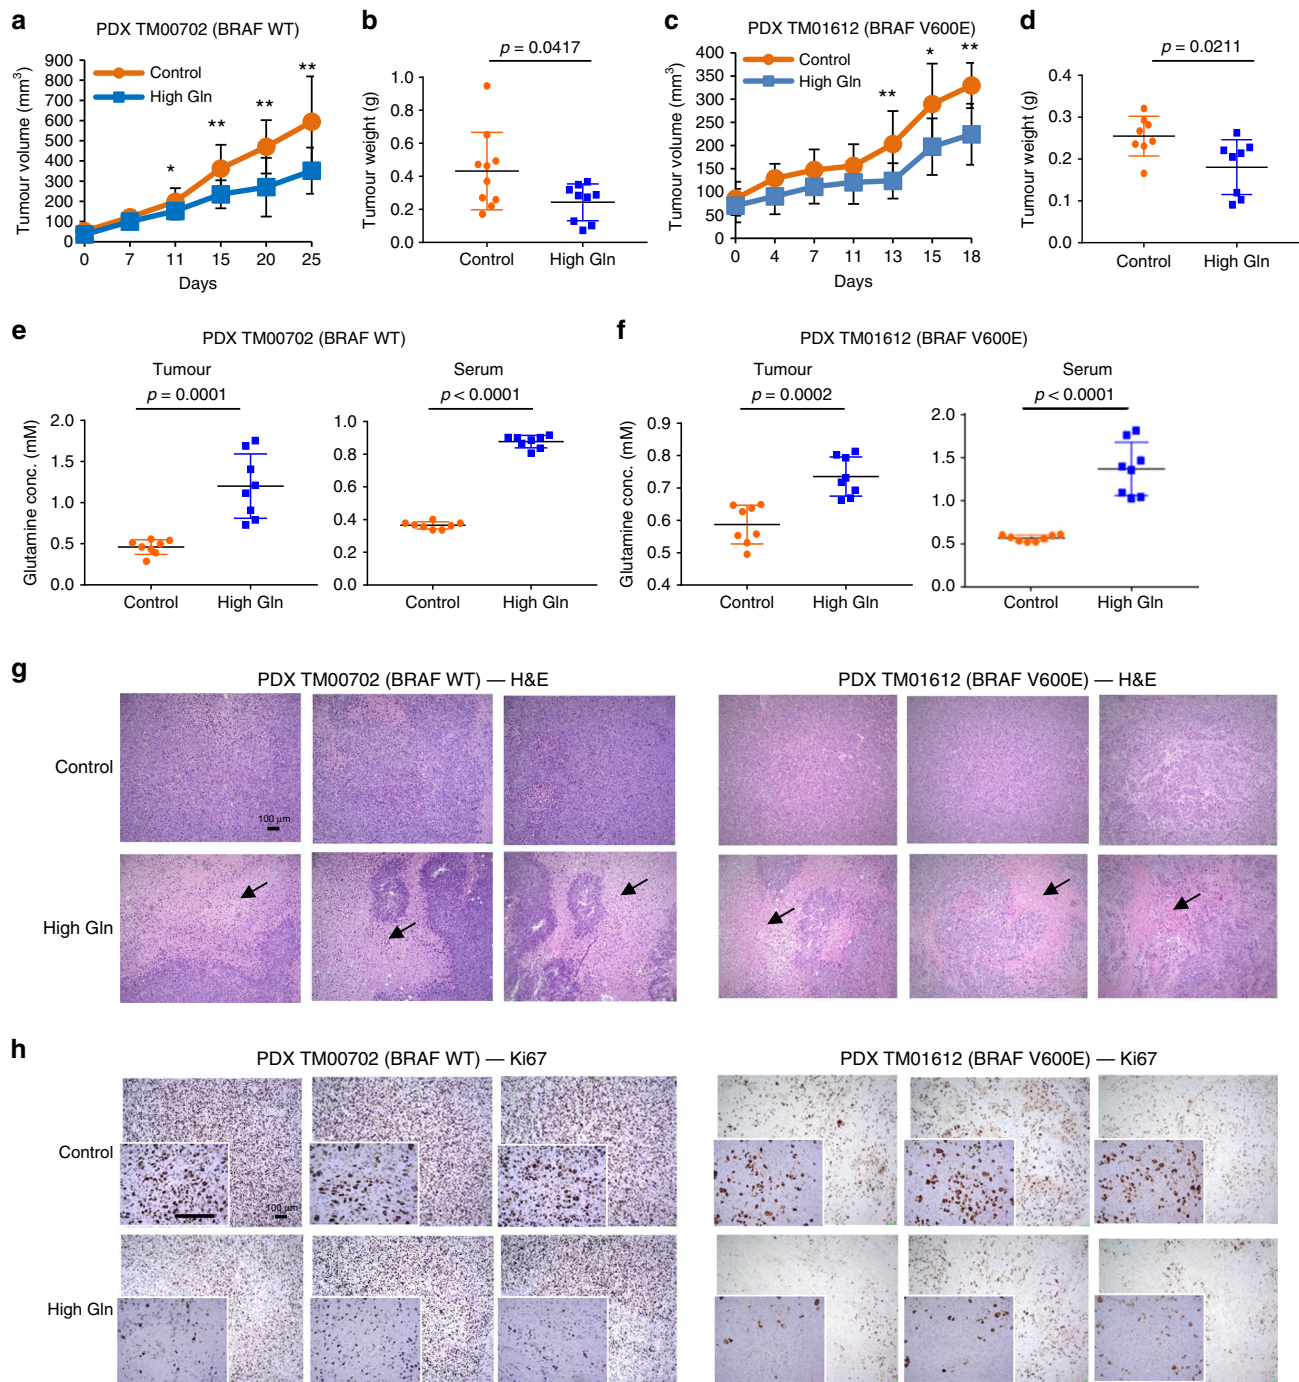 a
PDX TM00702 (BRAF WT)
Tumour volume (mm³)
900
800
700
600
500
400
300
200
100
0
Control
High Gln
*
**
**
**
0 7 11 15 20 25
Days
b
p = 0.0417
Tumour weight (g)
1.0
0.8
0.6
0.4
0.2
0.0
Control High Gln
c
PDX TM01612 (BRAF V600E)
Tumour volume (mm³)
400
350
300
250
200
150
100
50
0
Control
High Gln
**
*
**
0 4 7 11 13 15 18
Days
d
p = 0.0211
Tumour weight (g)
0.4
0.3
0.2
0.1
0.0
Control High Gln
e
PDX TM00702 (BRAF WT)
Tumour
p = 0.0001
Glutamine conc. (mM)
2.0
1.5
1.0
0.5
0.0
Control High Gln
Serum
p < 0.0001
1.0
0.8
0.6
0.4
0.2
0.0
Control High Gln
f
PDX TM01612 (BRAF V600E)
Tumour
p = 0.0002
Glutamine conc. (mM)
0.9
0.8
0.7
0.6
0.5
0.4
Control High Gln
Serum
p < 0.0001
2.0
1.5
1.0
0.5
0.0
Control High Gln
g
PDX TM00702 (BRAF WT) — H&E
PDX TM01612 (BRAF V600E) — H&E
Control
100 µm
High Gln
h
PDX TM00702 (BRAF WT) — Ki67
PDX TM01612 (BRAF V600E) — Ki67
Control
100 µm
High Gln